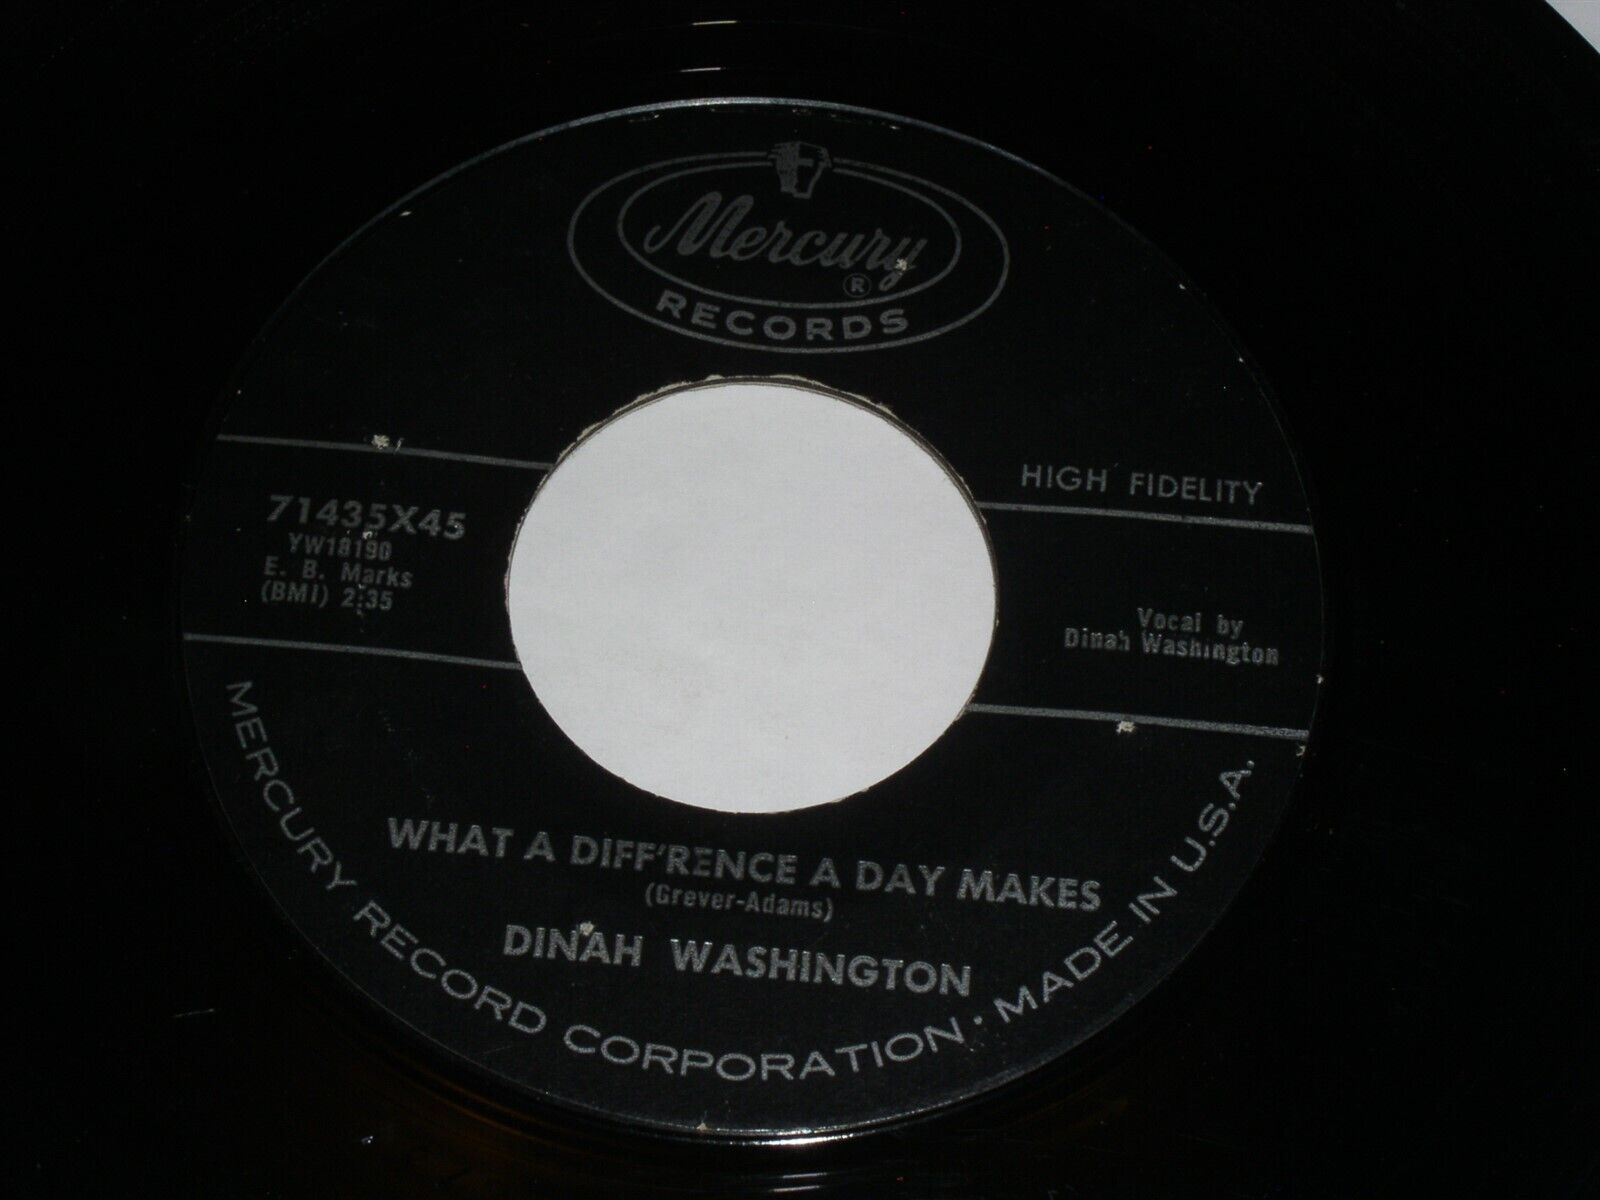 Mercury
®
RECORDS
HIGH FIDELITY
71435X45
YW18190
E. B. Marks
(BMI) 2:35
Vocal by
Dinah Washington
WHAT A DIFF'RENCE A DAY MAKES
(Grever-Adams)
DINAH WASHINGTON
MERCURY RECORD CORPORATION • MADE IN U.S.A.